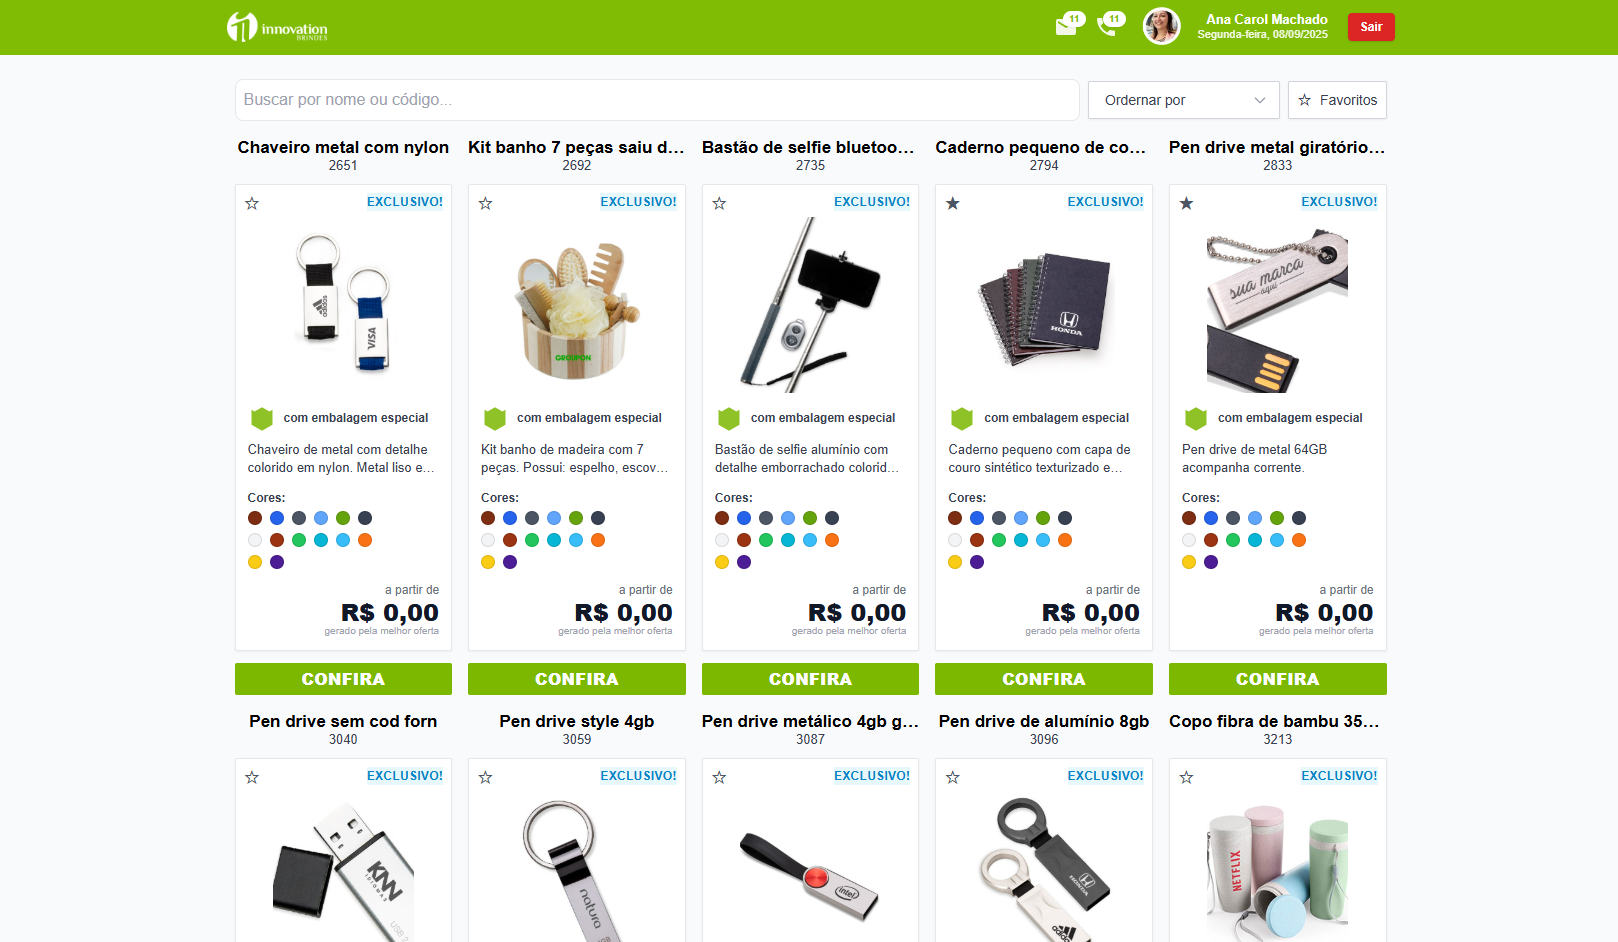 innovation
BRINDES
11
11
Ana Carol Machado
Segunda-feira, 08/09/2025
Sair
Buscar por nome ou código...
Ordernar por
Favoritos
Chaveiro metal com nylon
2651
Kit banho 7 peças saiu d...
2692
Bastão de selfie bluetoo...
2735
Caderno pequeno de co...
2794
Pen drive metal giratório...
2833
EXCLUSIVO!
adidas
VISA
com embalagem especial
Chaveiro de metal com detalhe
colorido em nylon. Metal liso e...
Cores:
a partir de
R$ 0,00
gerado pela melhor oferta
CONFIRA
EXCLUSIVO!
GROUPON
com embalagem especial
Kit banho de madeira com 7
peças. Possui: espelho, escov...
Cores:
a partir de
R$ 0,00
gerado pela melhor oferta
CONFIRA
EXCLUSIVO!
com embalagem especial
Bastão de selfie alumínio com
detalhe emborrachado colorid...
Cores:
a partir de
R$ 0,00
gerado pela melhor oferta
CONFIRA
EXCLUSIVO!
HONDA
com embalagem especial
Caderno pequeno com capa de
couro sintético texturizado e...
Cores:
a partir de
R$ 0,00
gerado pela melhor oferta
CONFIRA
EXCLUSIVO!
sua marca
aqui
com embalagem especial
Pen drive de metal 64GB
acompanha corrente.
Cores:
a partir de
R$ 0,00
gerado pela melhor oferta
CONFIRA
Pen drive sem cod forn
3040
Pen drive style 4gb
3059
Pen drive metálico 4gb g...
3087
Pen drive de alumínio 8gb
3096
Copo fibra de bambu 35...
3213
EXCLUSIVO!
KNN
IDIOMAS
USB 2
EXCLUSIVO!
natura
EXCLUSIVO!
intel
EXCLUSIVO!
HONDA
adidas
EXCLUSIVO!
NETFLIX